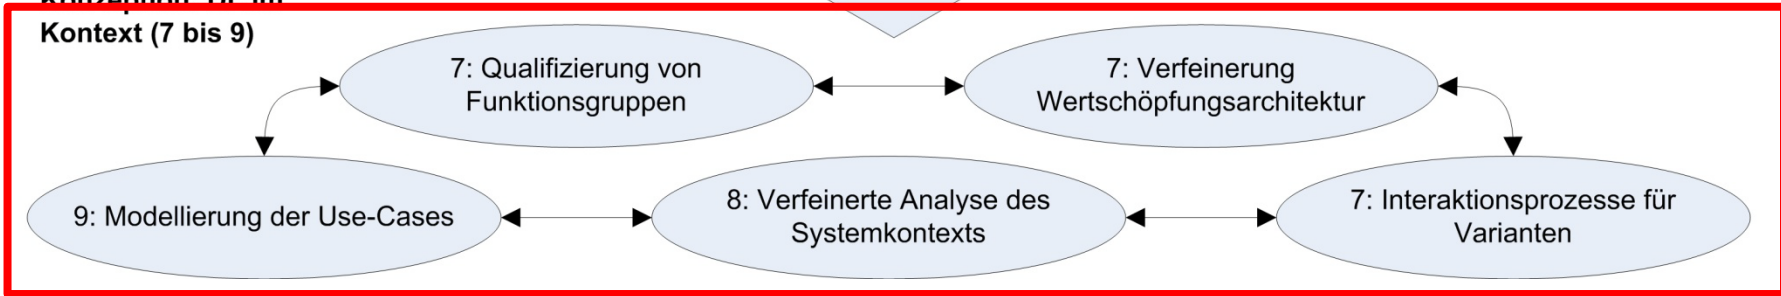 Kontext (7 bis 9)
7: Qualifizierung von
Funktionsgruppen
7: Verfeinerung
Wertschöpfungsarchitektur
9: Modellierung der Use-Cases
8: Verfeinerte Analyse des
Systemkontexts
7: Interaktionsprozesse für
Varianten